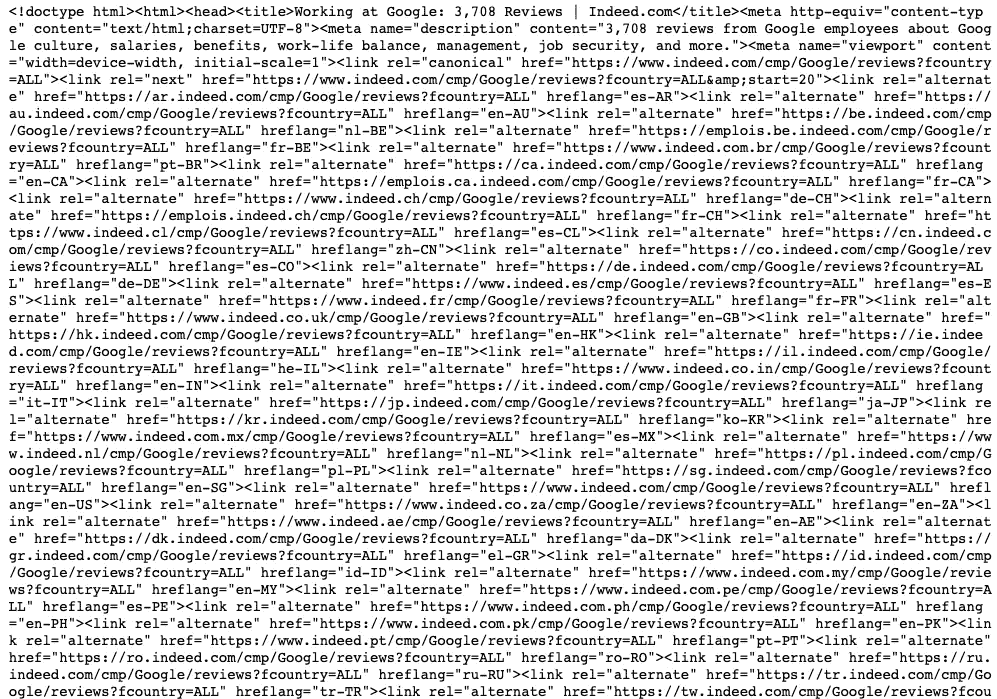 <!doctype html><html><head><title>Working at Google: 3,708 Reviews | Indeed.com</title><meta http-equiv="content-typ
e" content="text/html;charset=UTF-8"><meta name="description" content="3,708 reviews from Google employees about Goog
le culture, salaries, benefits, work-life balance, management, job security, and more."><meta name="viewport" content
="width=device-width, initial-scale=1"><link rel="canonical" href="https://www.indeed.com/cmp/Google/reviews?fcountry
=ALL"><link rel="next" href="https://www.indeed.com/cmp/Google/reviews?fcountry=ALL&amp;start=20"><link rel="alternat
e" href="https://ar.indeed.com/cmp/Google/reviews?fcountry=ALL" hreflang="es-AR"><link rel="alternate" href="https://
au.indeed.com/cmp/Google/reviews?fcountry=ALL" hreflang="en-AU"><link rel="alternate" href="https://be.indeed.com/cmp
/Google/reviews?fcountry=ALL" hreflang="nl-BE"><link rel="alternate" href="https://emplois.be.indeed.com/cmp/Google/r
eviews?fcountry=ALL" hreflang="fr-BE"><link rel="alternate" href="https://www.indeed.com.br/cmp/Google/reviews?fcount
ry=ALL" hreflang="pt-BR"><link rel="alternate" href="https://ca.indeed.com/cmp/Google/reviews?fcountry=ALL" hreflang
="en-CA"><link rel="alternate" href="https://emplois.ca.indeed.com/cmp/Google/reviews?fcountry=ALL" hreflang="fr-CA">
<link rel="alternate" href="https://www.indeed.ch/cmp/Google/reviews?fcountry=ALL" hreflang="de-CH"><link rel="altern
ate" href="https://emplois.indeed.ch/cmp/Google/reviews?fcountry=ALL" hreflang="fr-CH"><link rel="alternate" href="ht
tps://www.indeed.cl/cmp/Google/reviews?fcountry=ALL" hreflang="es-CL"><link rel="alternate" href="https://cn.indeed.c
om/cmp/Google/reviews?fcountry=ALL" hreflang="zh-CN"><link rel="alternate" href="https://co.indeed.com/cmp/Google/rev
iews?fcountry=ALL" hreflang="es-CO"><link rel="alternate" href="https://de.indeed.com/cmp/Google/reviews?fcountry=AL
L" hreflang="de-DE"><link rel="alternate" href="https://www.indeed.es/cmp/Google/reviews?fcountry=ALL" hreflang="es-E
S"><link rel="alternate" href="https://www.indeed.fr/cmp/Google/reviews?fcountry=ALL" hreflang="fr-FR"><link rel="alt
ernate" href="https://www.indeed.co.uk/cmp/Google/reviews?fcountry=ALL" hreflang="en-GB"><link rel="alternate" href="
https://hk.indeed.com/cmp/Google/reviews?fcountry=ALL" hreflang="en-HK"><link rel="alternate" href="https://ie.indee
d.com/cmp/Google/reviews?fcountry=ALL" hreflang="en-IE"><link rel="alternate" href="https://il.indeed.com/cmp/Google/
reviews?fcountry=ALL" hreflang="he-IL"><link rel="alternate" href="https://www.indeed.co.in/cmp/Google/reviews?fcount
ry=ALL" hreflang="en-IN"><link rel="alternate" href="https://it.indeed.com/cmp/Google/reviews?fcountry=ALL" hreflang
="it-IT"><link rel="alternate" href="https://jp.indeed.com/cmp/Google/reviews?fcountry=ALL" hreflang="ja-JP"><link re
l="alternate" href="https://kr.indeed.com/cmp/Google/reviews?fcountry=ALL" hreflang="ko-KR"><link rel="alternate" hre
f="https://www.indeed.com.mx/cmp/Google/reviews?fcountry=ALL" hreflang="es-MX"><link rel="alternate" href="https://ww
w.indeed.nl/cmp/Google/reviews?fcountry=ALL" hreflang="nl-NL"><link rel="alternate" href="https://pl.indeed.com/cmp/G
oogle/reviews?fcountry=ALL" hreflang="pl-PL"><link rel="alternate" href="https://sg.indeed.com/cmp/Google/reviews?fco
untry=ALL" hreflang="en-SG"><link rel="alternate" href="https://www.indeed.com/cmp/Google/reviews?fcountry=ALL" hrefl
ang="en-US"><link rel="alternate" href="https://www.indeed.co.za/cmp/Google/reviews?fcountry=ALL" hreflang="en-ZA"><l
ink rel="alternate" href="https://www.indeed.ae/cmp/Google/reviews?fcountry=ALL" hreflang="en-AE"><link rel="alternat
e" href="https://dk.indeed.com/cmp/Google/reviews?fcountry=ALL" hreflang="da-DK"><link rel="alternate" href="https://
gr.indeed.com/cmp/Google/reviews?fcountry=ALL" hreflang="el-GR"><link rel="alternate" href="https://id.indeed.com/cmp
/Google/reviews?fcountry=ALL" hreflang="id-ID"><link rel="alternate" href="https://www.indeed.com.my/cmp/Google/revie
ws?fcountry=ALL" hreflang="en-MY"><link rel="alternate" href="https://www.indeed.com.pe/cmp/Google/reviews?fcountry=A
LL" hreflang="es-PE"><link rel="alternate" href="https://www.indeed.com.ph/cmp/Google/reviews?fcountry=ALL" hreflang
="en-PH"><link rel="alternate" href="https://www.indeed.com.pk/cmp/Google/reviews?fcountry=ALL" hreflang="en-PK"><lin
k rel="alternate" href="https://www.indeed.pt/cmp/Google/reviews?fcountry=ALL" hreflang="pt-PT"><link rel="alternate"
href="https://ro.indeed.com/cmp/Google/reviews?fcountry=ALL" hreflang="ro-RO"><link rel="alternate" href="https://ru.
indeed.com/cmp/Google/reviews?fcountry=ALL" hreflang="ru-RU"><link rel="alternate" href="https://tr.indeed.com/cmp/Go
ogle/reviews?fcountry=ALL" hreflang="tr-TR"><link rel="alternate" href="https://tw.indeed.com/cmp/Google/reviews?fcou